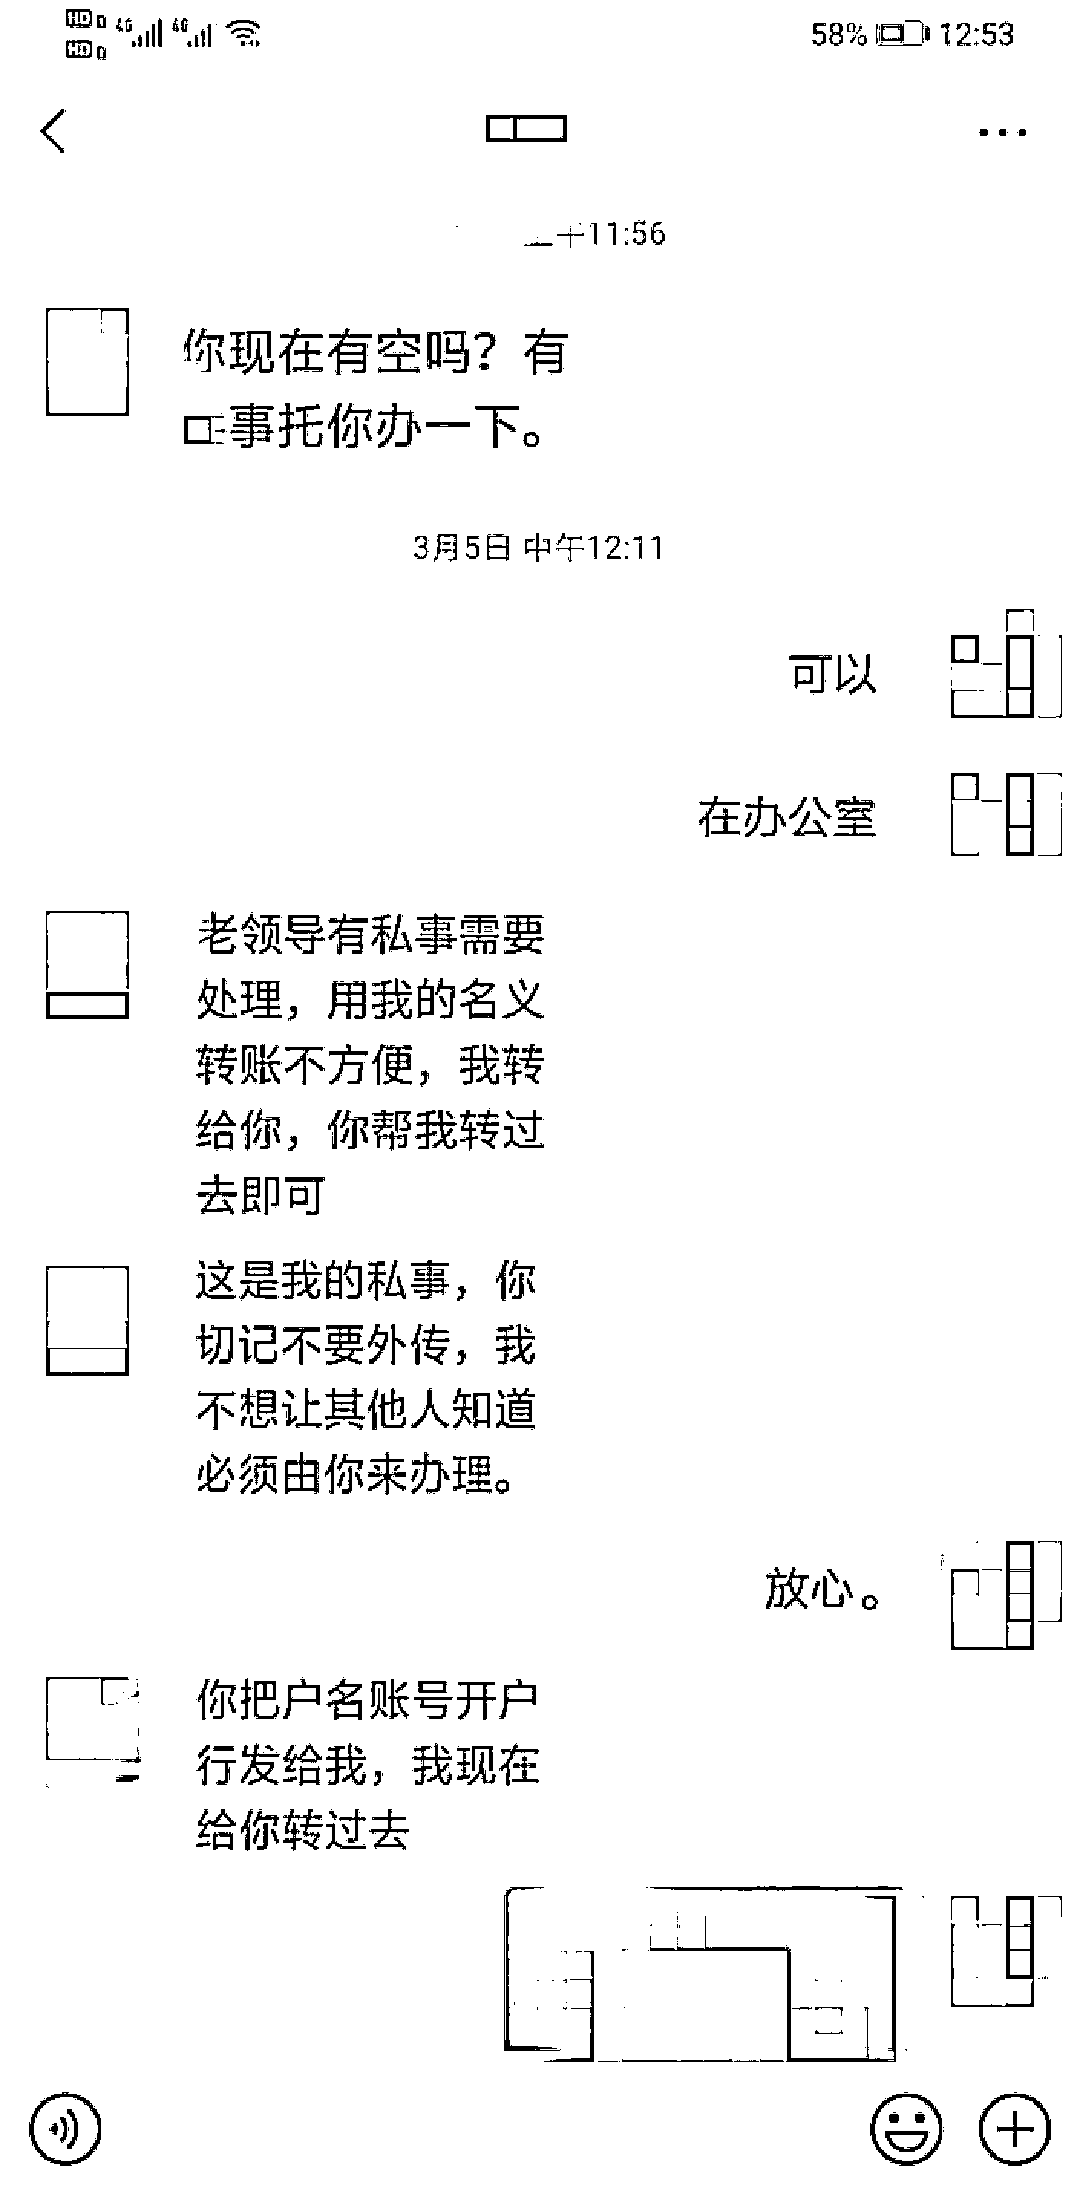 58% 12:53
11:56
你现在有空吗？有
事托你办一下。
3月5日 中午12:11
可以
在办公室
老领导有私事需要
处理，用我的名义
转账不方便，我转
给你，你帮我转过
去即可
这是我的私事，你
切记不要外传，我
不想让其他人知道
必须由你来办理。
放心。
你把户名账号开户
行发给我，我现在
给你转过去